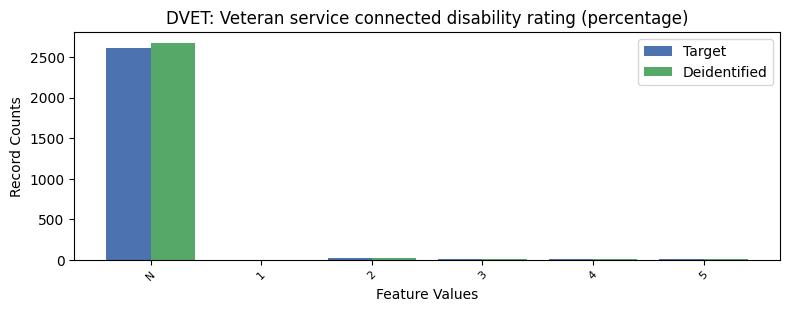 DVET: Veteran service connected disability rating (percentage)
Target
Deidentified
Record Counts
2500
2000
1500
1000
500
0
N
1
2
3
4
5
Feature Values